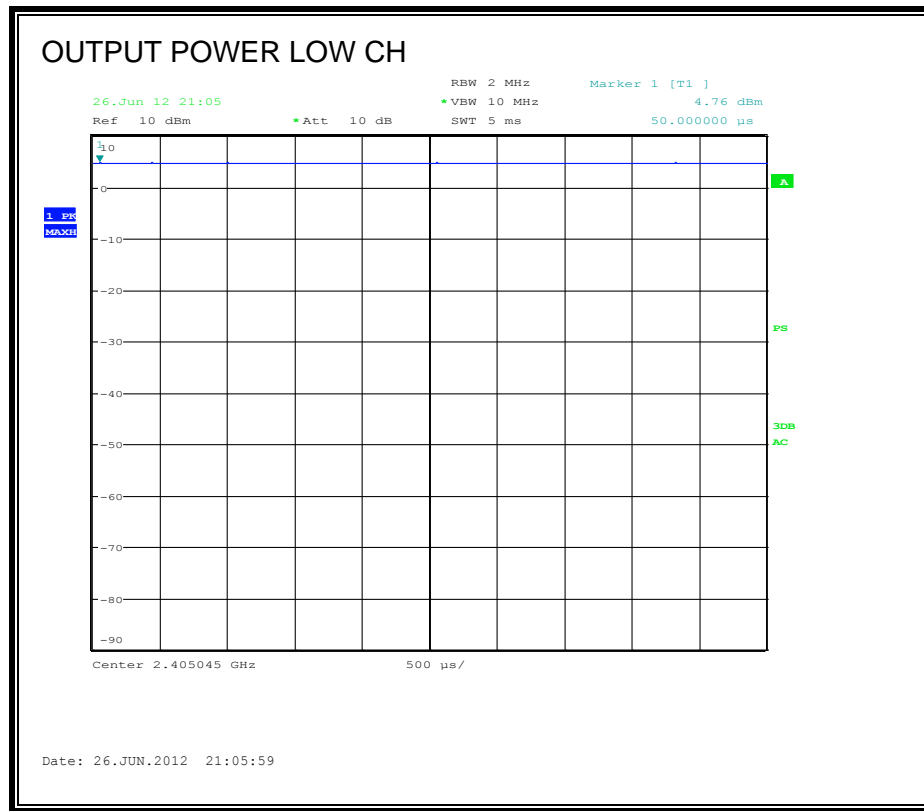 OUTPUT POWER LOW CH
RBW 2 MHz Marker 1 [T1 ]
26.Jun 12 21:05 *VBW 10 MHz 4.76 dBm
Ref 10 dBm *Att 10 dB SWT 5 ms 50.000000 µs
1
10
A
0
1 PK
MAXH
-10
-20
PS
-30
-40
3DB
-50
AC
-60
-70
-80
-90
Center 2.405045 GHz 500 µs/
Date: 26.JUN.2012 21:05:59